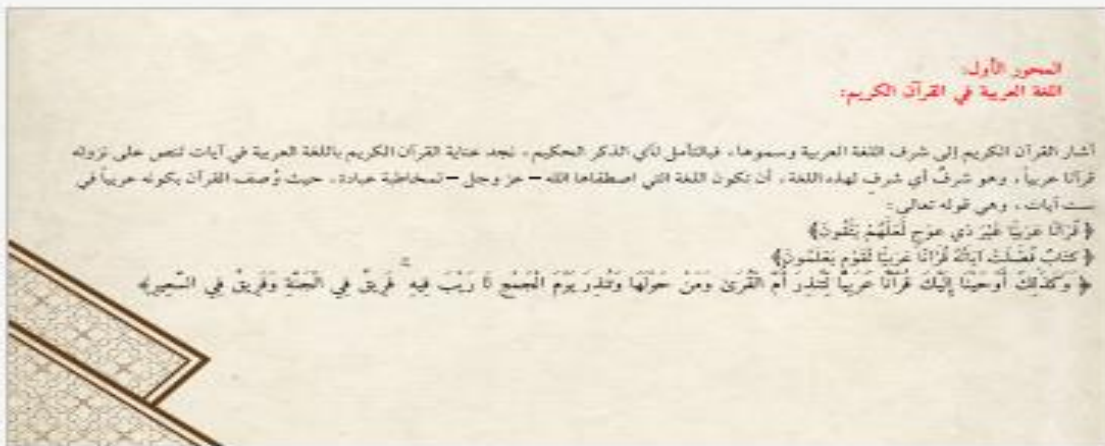 المحور الأول:
اللغة العربية في القرآن الكريم:
أشار القرآن الكريم إلى شرف اللغة العربية وسموها، فبالتأمل لآي الذكر الحكيم، نجد عناية القرآن الكريم باللغة العربية في آيات تنص على نزوله
قرآنا عربياً، وهو شرفٌ أي شرفٍ لهذه اللغة، أن تكون اللغة التي اصطفاها الله – عز وجل – لمخاطبة عباده، حيث وُصف القرآن بكونه عربياً في
ست آيات، وهي قوله تعالى:
﴿ قُرْآنًا عَرَبِيًّا غَيْرَ ذِي عِوَجٍ لَعَلَّهُمْ يَتَّقُونَ﴾
﴿ كِتَابٌ فُصِّلَتْ آيَاتُهُ قُرْآنًا عَرَبِيًّا لِقَوْمٍ يَعْلَمُونَ﴾
﴿ وَكَذَٰلِكَ أَوْحَيْنَا إِلَيْكَ قُرْآنًا عَرَبِيًّا لِتُنذِرَ أُمَّ الْقُرَىٰ وَمَنْ حَوْلَهَا وَتُنذِرَ يَوْمَ الْجَمْعِ لَا رَيْبَ فِيهِ ۚ فَرِيقٌ فِي الْجَنَّةِ وَفَرِيقٌ فِي السَّعِيرِ﴾